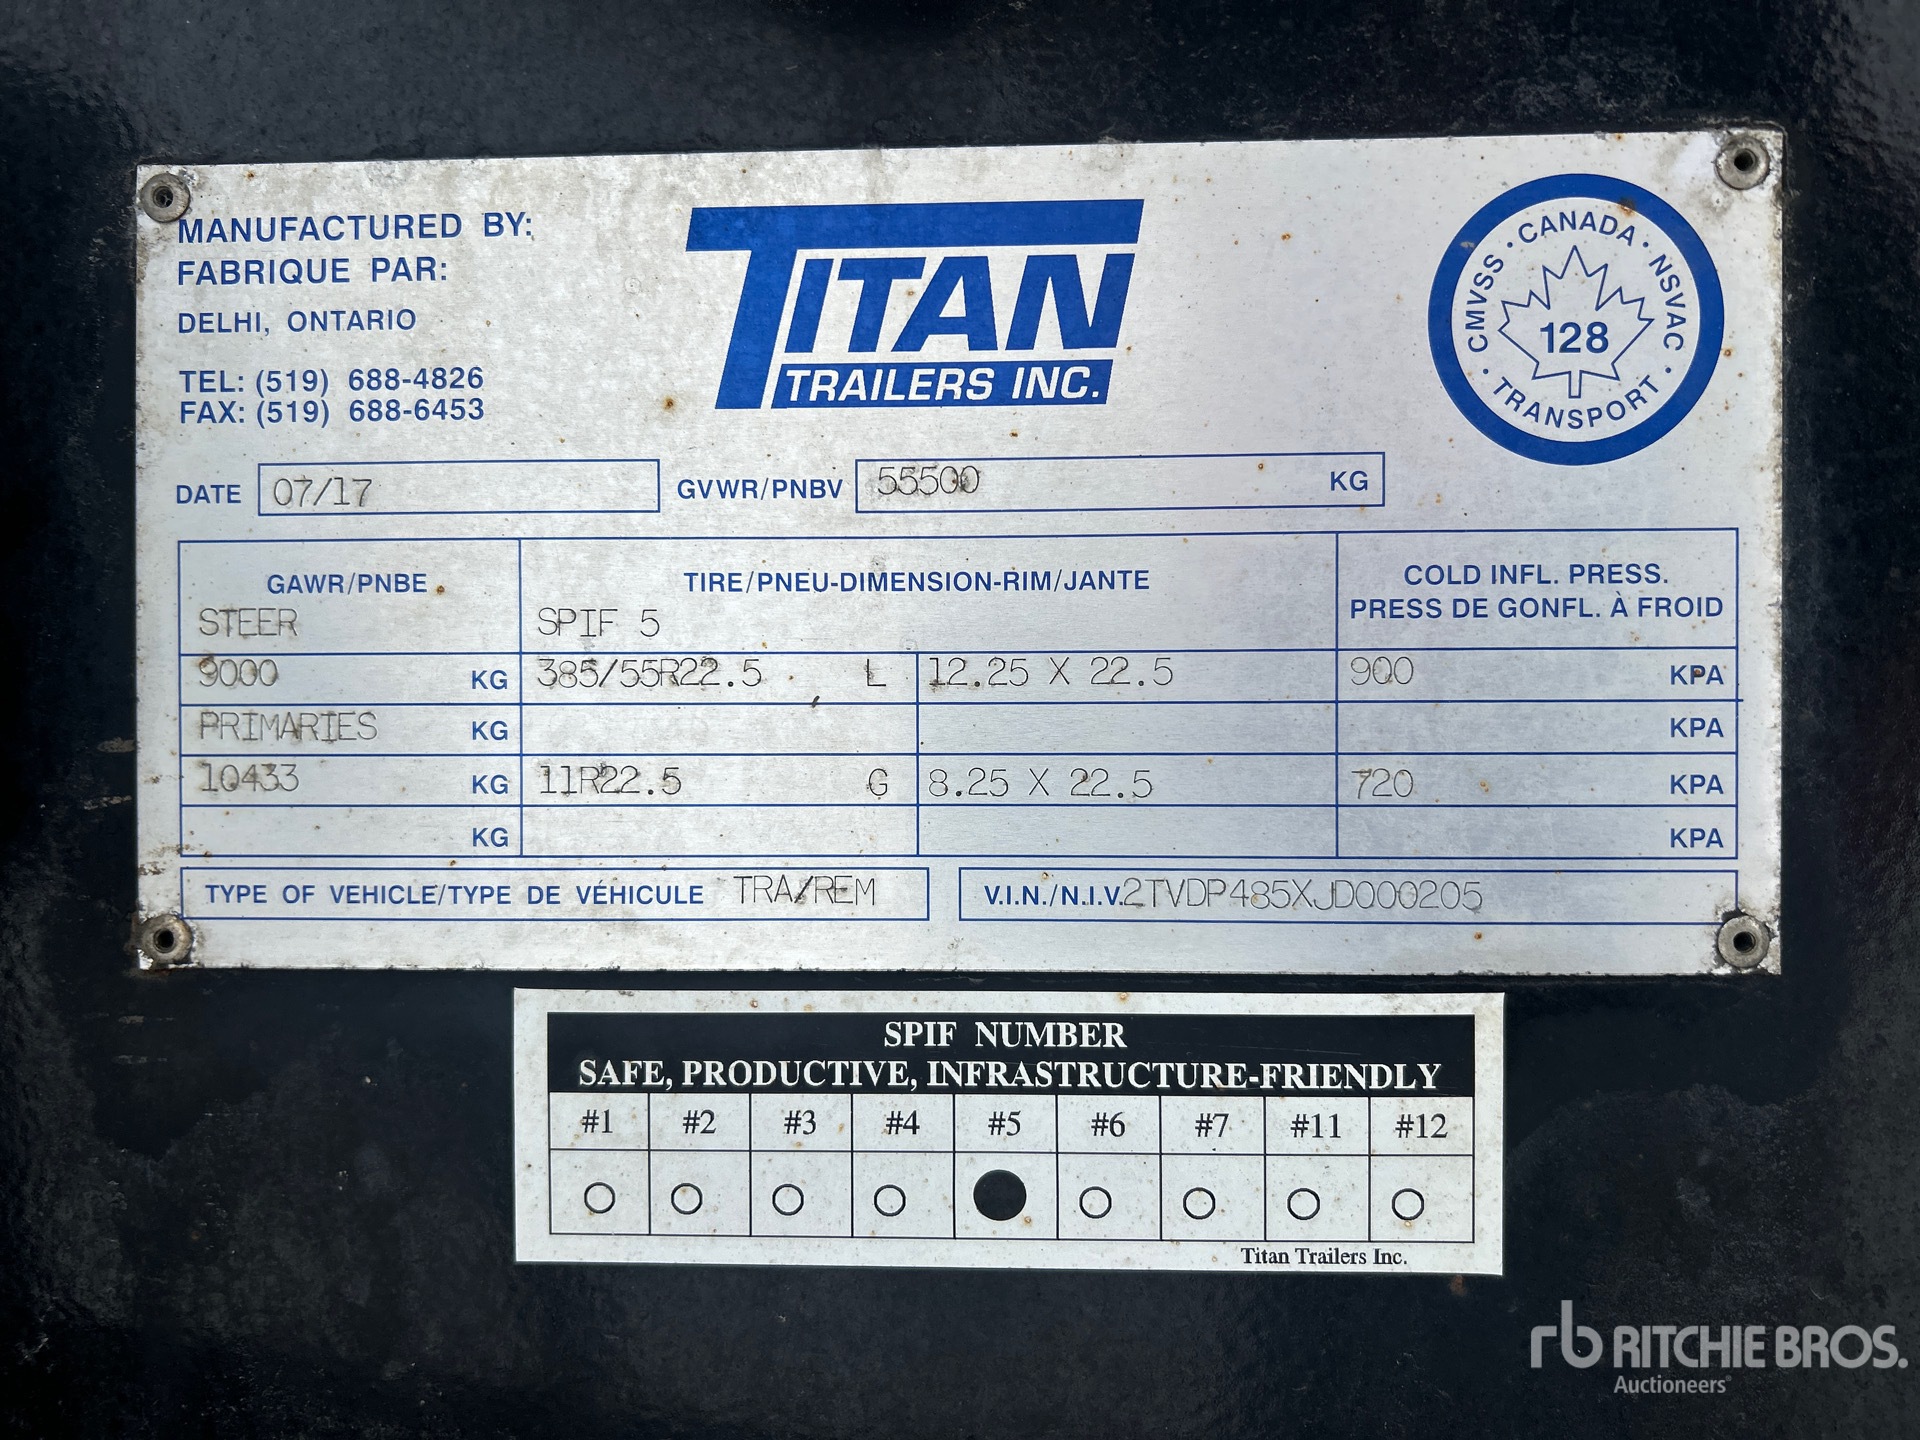 MANUFACTURED BY:
FABRIQUE PAR:
DELHI, ONTARIO
TEL: (519) 688-4826
FAX: (519) 688-6453
TITAN
TRAILERS INC.
CMVSS · CANADA · NSVAC · TRANSPORT ·
128
DATE 07/17 GVWR/PNBV 55500 KG
GAWR/PNBE TIRE/PNEU-DIMENSION-RIM/JANTE COLD INFL. PRESS.
PRESS DE GONFL. À FROID
STEER SPIF 5
9000 KG 385/55R22.5 L 12.25 X 22.5 900 KPA
PRIMARIES KG KPA
10433 KG 11R22.5 G 8.25 X 22.5 720 KPA
KG KPA
TYPE OF VEHICLE/TYPE DE VÉHICULE TRA/REM V.I.N./N.I.V. 2TVDP485XJD000205
SPIF NUMBER
SAFE, PRODUCTIVE, INFRASTRUCTURE-FRIENDLY
#1 #2 #3 #4 #5 #6 #7 #11 #12
Titan Trailers Inc.
rb RITCHIE BROS.
Auctioneers